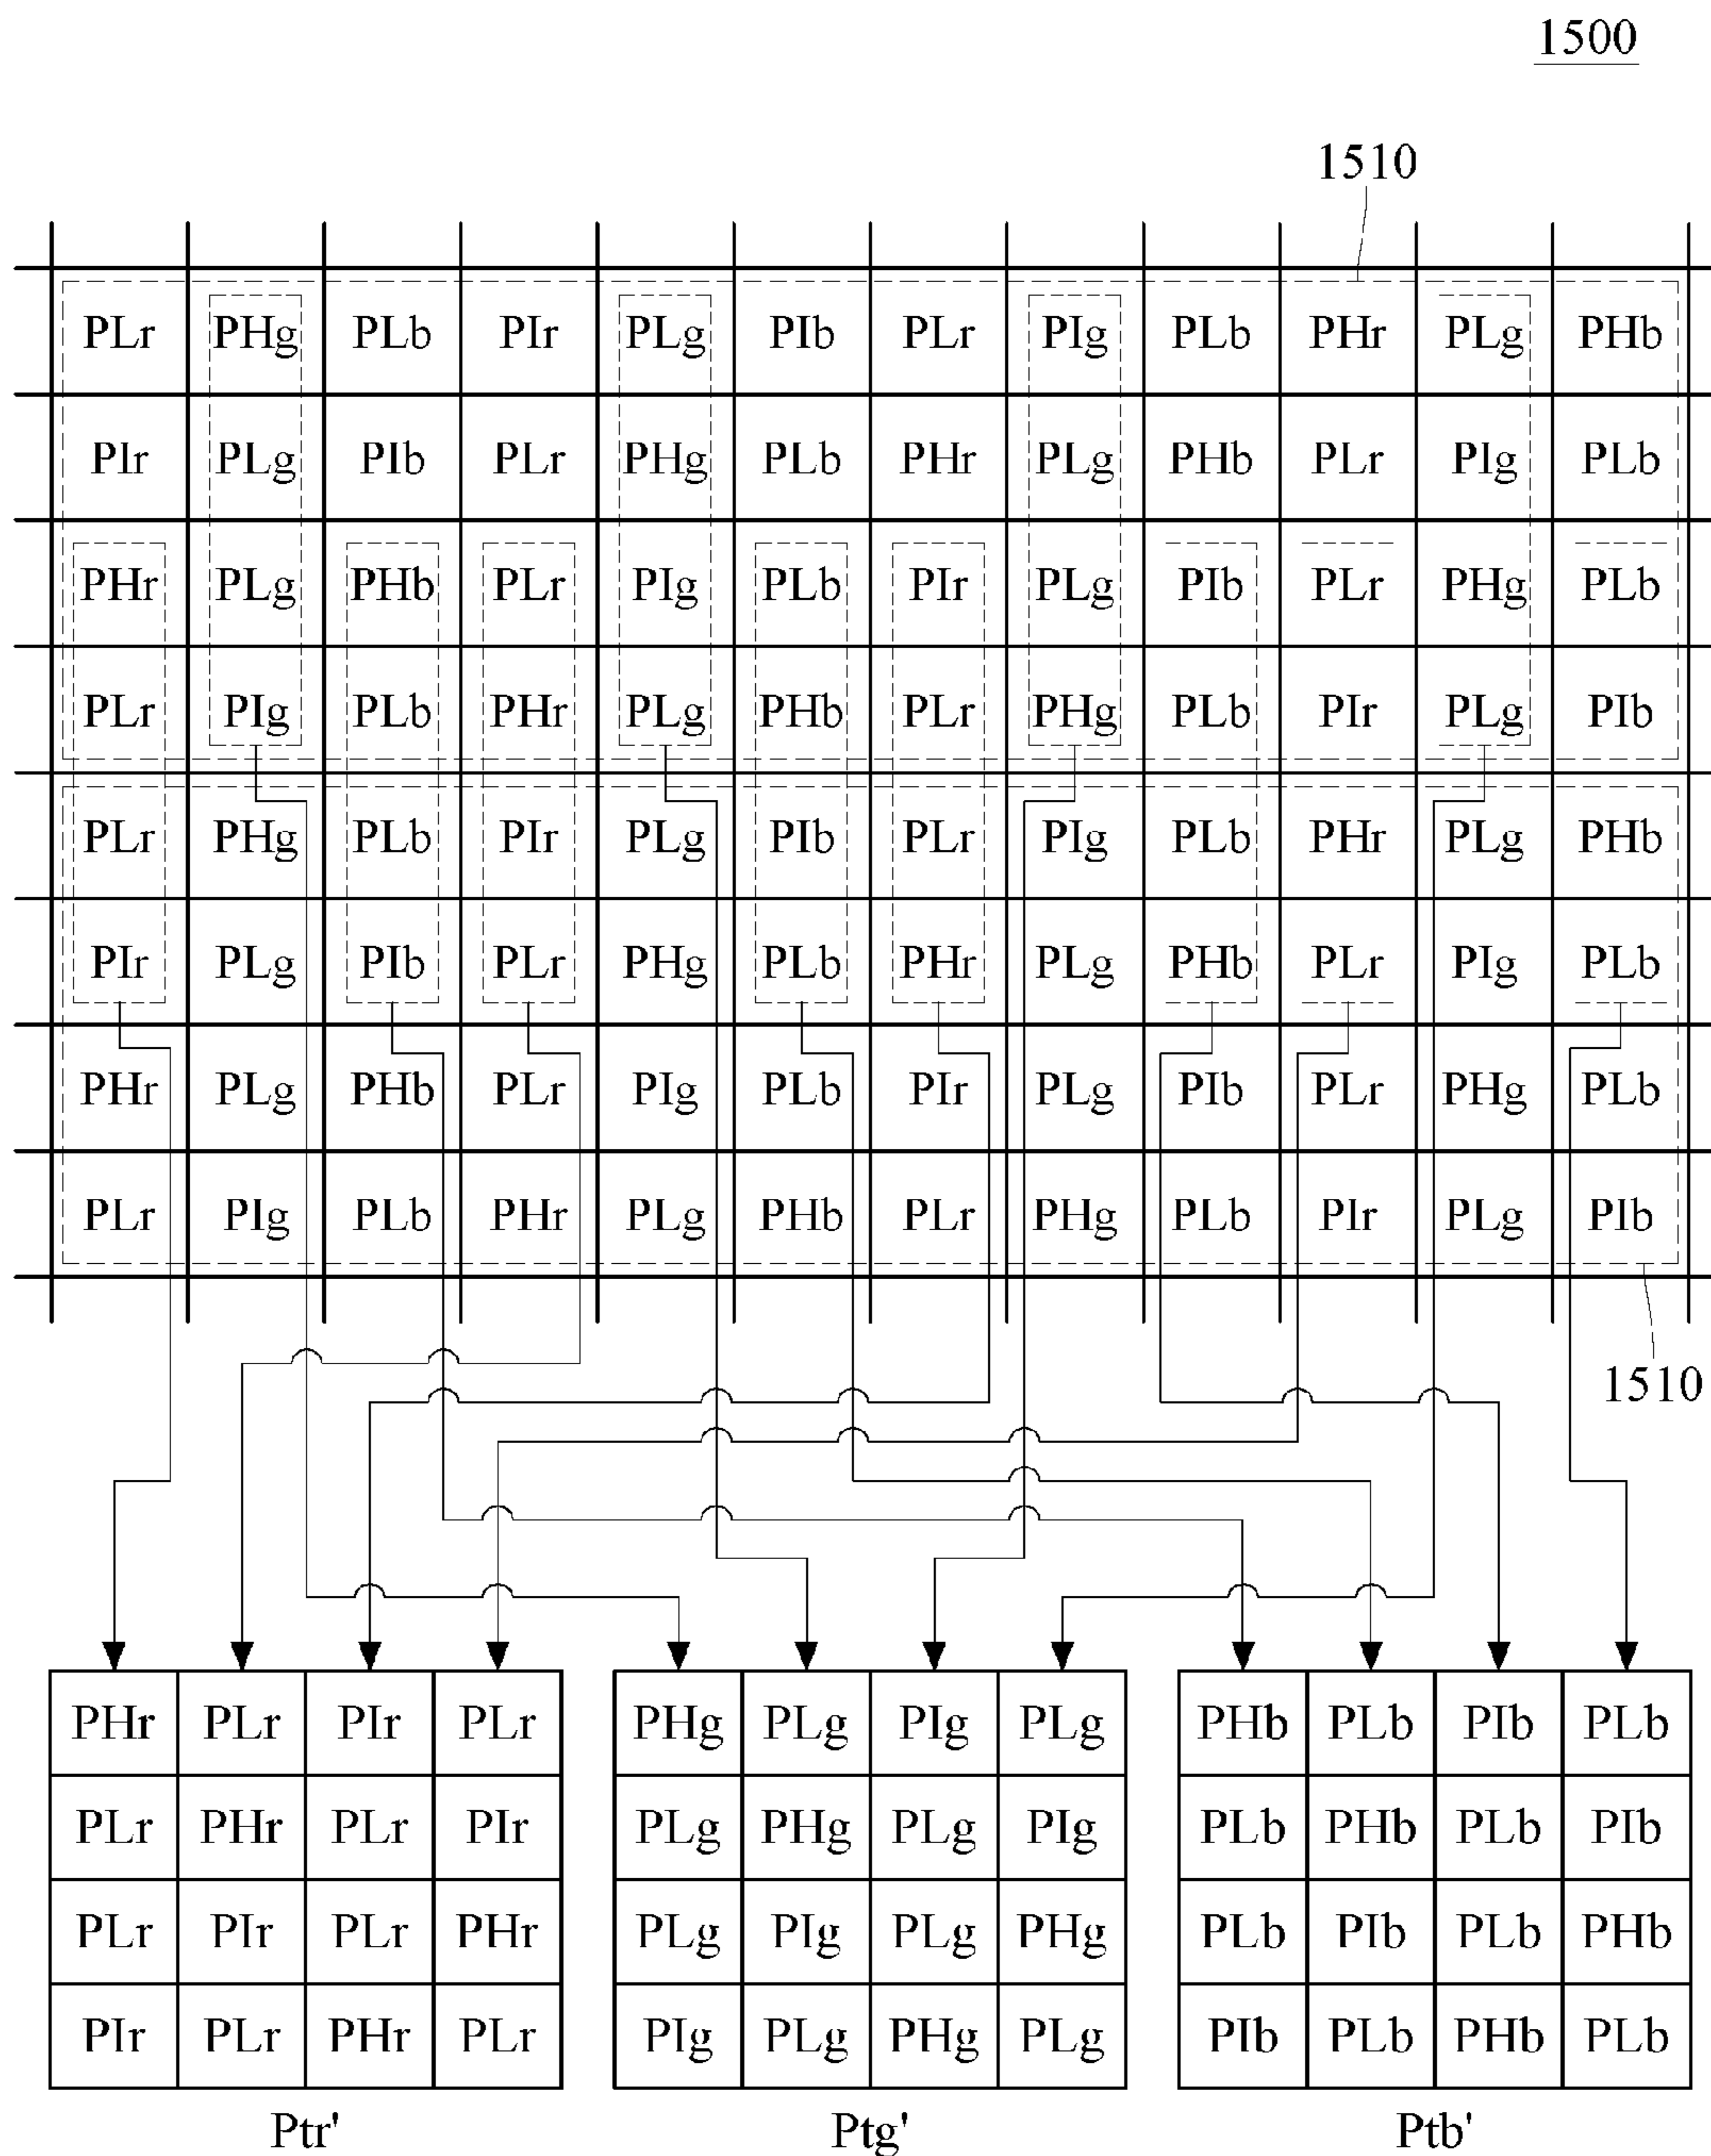 1500
1510
PLr PHg PLb PIr PLg PIb PLr PIg PLb PHr PLg PHb
PIr PLg PIb PLr PHg PLb PHr PLg PHb PLr PIg PLb
PHr PLg PHb PLr PIg PLb PIr PLg PIb PLr PHg PLb
PLr PIg PLb PHr PLg PHb PLr PHg PLb PIr PLg PIb
PLr PHg PLb PIr PLg PIb PLr PIg PLb PHr PLg PHb
PIr PLg PIb PLr PHg PLb PHr PLg PHb PLr PIg PLb
PHr PLg PHb PLr PIg PLb PIr PLg PIb PLr PHg PLb
PLr PIg PLb PHr PLg PHb PLr PHg PLb PIr PLg PIb
1510
PHr PLr PIr PLr PHg PLg PIg PLg PHb PLb PIb PLb
PLr PHr PLr PIr PLg PHg PLg PIg PLb PHb PLb PIb
PLr PIr PLr PHr PLg PIg PLg PHg PLb PIb PLb PHb
PIr PLr PHr PLr PIg PLg PHg PLg PIb PLb PHb PLb
Ptr' Ptg' Ptb'